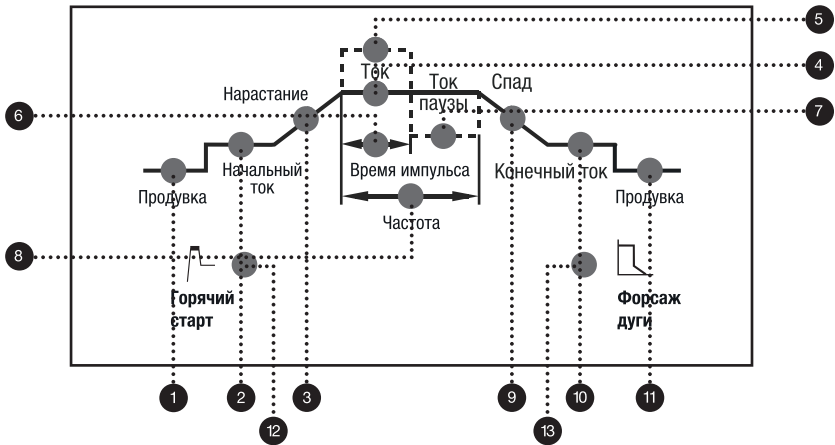 5
Ток
4
Ток
паузы
Спад
Нарастание
6
7
Начальный
ток
Время импульса
Конечный ток
Продувка
Продувка
Частота
8
Горячий
старт
Форсаж
дуги
1
2
3
9
10
11
12
13